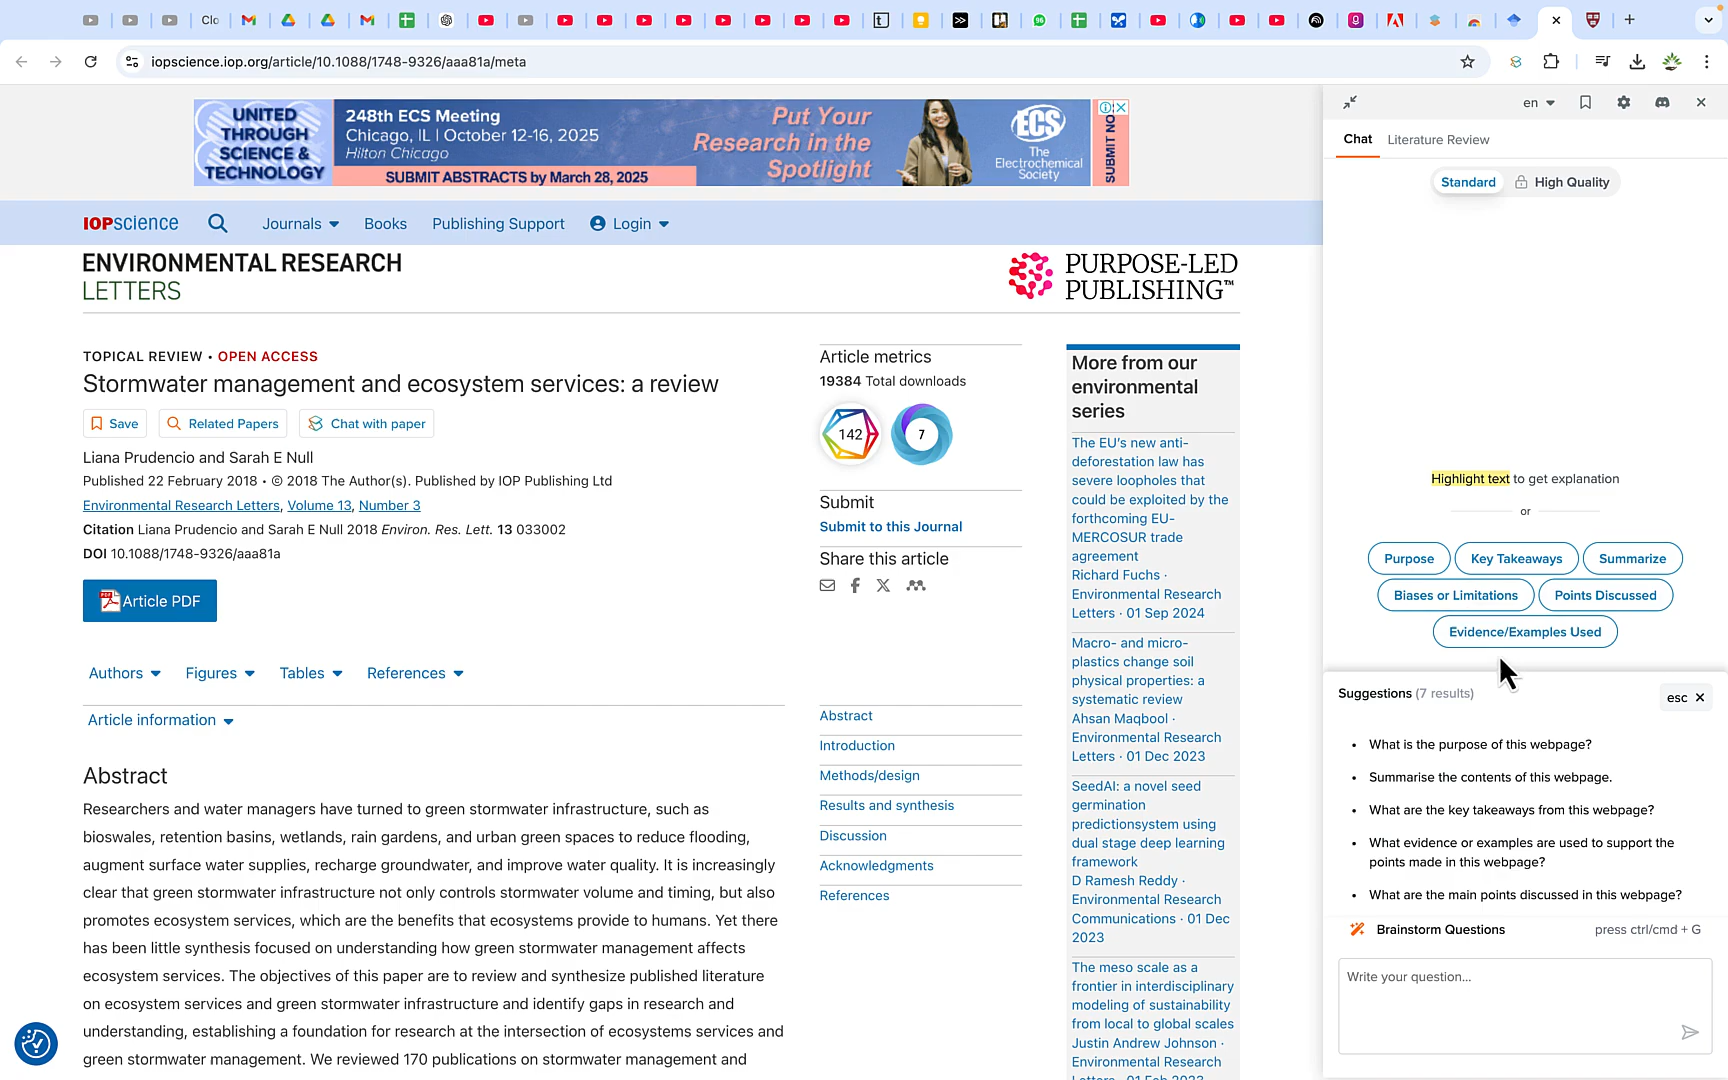 Clo
96
iopscience.iop.org/article/10.1088/1748-9326/aaa81a/meta
UNITED
THROUGH
SCIENCE &
TECHNOLOGY
248th ECS Meeting
Chicago, IL | October 12-16, 2025
Hilton Chicago
SUBMIT ABSTRACTS by March 28, 2025
Put Your
Research in the
Spotlight
ECS
The
Electrochemical
Society
SUBMIT NO
IOPscience
Journals
Books
Publishing Support
Login
ENVIRONMENTAL RESEARCH
LETTERS
PURPOSE-LED
PUBLISHING™
TOPICAL REVIEW • OPEN ACCESS
Stormwater management and ecosystem services: a review
Save
Related Papers
Chat with paper
Liana Prudencio and Sarah E Null
Published 22 February 2018 • © 2018 The Author(s). Published by IOP Publishing Ltd
Environmental Research Letters, Volume 13, Number 3
Citation Liana Prudencio and Sarah E Null 2018 Environ. Res. Lett. 13 033002
DOI 10.1088/1748-9326/aaa81a
PDF Article PDF
Authors
Figures
Tables
References
Article information
Abstract
Researchers and water managers have turned to green stormwater infrastructure, such as
bioswales, retention basins, wetlands, rain gardens, and urban green spaces to reduce flooding,
augment surface water supplies, recharge groundwater, and improve water quality. It is increasingly
clear that green stormwater infrastructure not only controls stormwater volume and timing, but also
promotes ecosystem services, which are the benefits that ecosystems provide to humans. Yet there
has been little synthesis focused on understanding how green stormwater management affects
ecosystem services. The objectives of this paper are to review and synthesize published literature
on ecosystem services and green stormwater infrastructure and identify gaps in research and
understanding, establishing a foundation for research at the intersection of ecosystems services and
green stormwater management. We reviewed 170 publications on stormwater management and
Article metrics
19384 Total downloads
142
7
Submit
Submit to this Journal
Share this article
Abstract
Introduction
Methods/design
Results and synthesis
Discussion
Acknowledgments
References
More from our
environmental
series
The EU's new anti-
deforestation law has
severe loopholes that
could be exploited by the
forthcoming EU-
MERCOSUR trade
agreement
Richard Fuchs ·
Environmental Research
Letters · 01 Sep 2024
Macro- and micro-
plastics change soil
physical properties: a
systematic review
Ahsan Maqbool ·
Environmental Research
Letters · 01 Dec 2023
SeedAI: a novel seed
germination
predictionsystem using
dual stage deep learning
framework
D Ramesh Reddy ·
Environmental Research
Communications · 01 Dec
2023
The meso scale as a
frontier in interdisciplinary
modeling of sustainability
from local to global scales
Justin Andrew Johnson ·
Environmental Research
Letters · 01 Feb 2023
en
Chat
Literature Review
Standard
High Quality
Highlight text to get explanation
or
Purpose
Key Takeaways
Summarize
Biases or Limitations
Points Discussed
Evidence/Examples Used
Suggestions (7 results)
esc
• What is the purpose of this webpage?
• Summarise the contents of this webpage.
• What are the key takeaways from this webpage?
• What evidence or examples are used to support the
points made in this webpage?
• What are the main points discussed in this webpage?
Brainstorm Questions
press ctrl/cmd + G
Write your question...